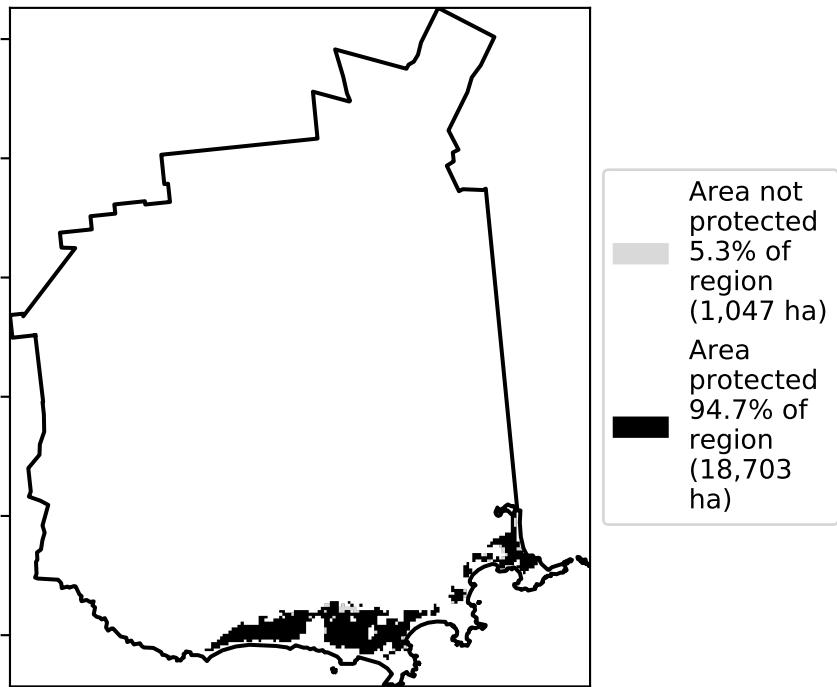 Area not
protected
5.3% of
region
(1,047 ha)
Area
protected
94.7% of
region
(18,703
ha)